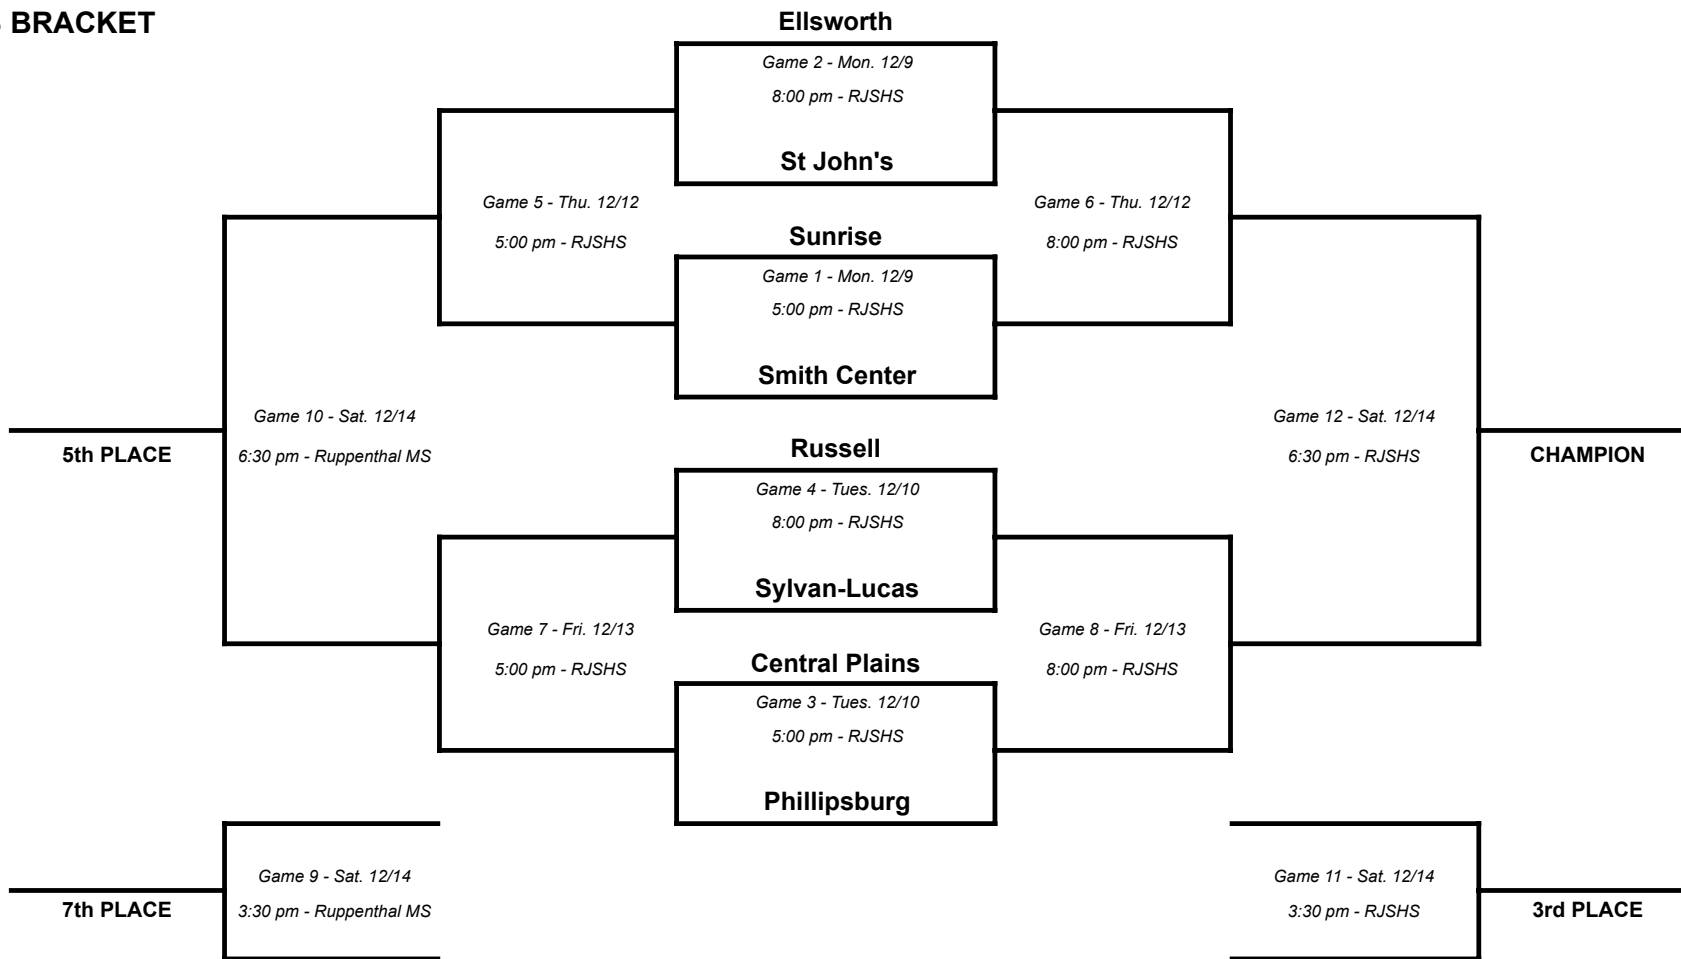 BRACKET
Ellsworth
Game 2 - Mon. 12/9
8:00 pm - RJSHS
St John's
Game 5 - Thu. 12/12
5:00 pm - RJSHS
Game 6 - Thu. 12/12
8:00 pm - RJSHS
Sunrise
Game 1 - Mon. 12/9
5:00 pm - RJSHS
Smith Center
Game 10 - Sat. 12/14
6:30 pm - Ruppenthal MS
5th PLACE
Game 12 - Sat. 12/14
6:30 pm - RJSHS
CHAMPION
Russell
Game 4 - Tues. 12/10
8:00 pm - RJSHS
Sylvan-Lucas
Game 7 - Fri. 12/13
5:00 pm - RJSHS
Game 8 - Fri. 12/13
8:00 pm - RJSHS
Central Plains
Game 3 - Tues. 12/10
5:00 pm - RJSHS
Phillipsburg
Game 9 - Sat. 12/14
3:30 pm - Ruppenthal MS
7th PLACE
Game 11 - Sat. 12/14
3:30 pm - RJSHS
3rd PLACE